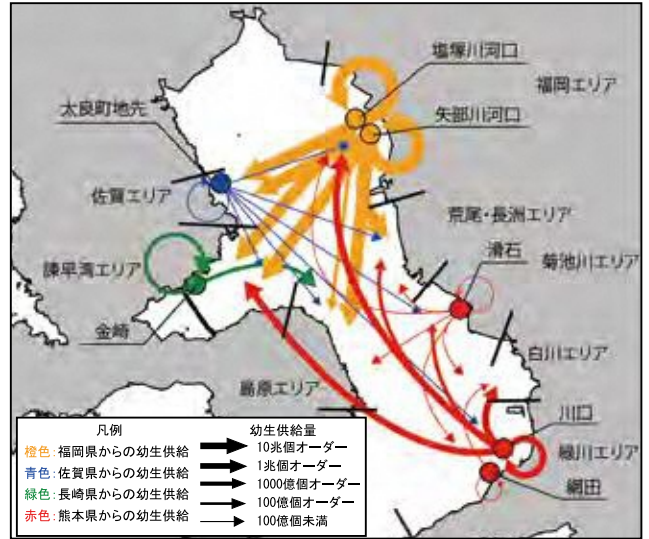 塩塚川河口
福岡エリア
太良町地先
矢部川河口
佐賀エリア
荒尾・長洲エリア
滑石
菊池川エリア
諫早湾エリア
金崎
白川エリア
島原エリア
川口
緑川エリア
網田
凡例
幼生供給量
橙色:福岡県からの幼生供給
10兆個オーダー
青色:佐賀県からの幼生供給
1兆個オーダー
1000億個オーダー
緑色:長崎県からの幼生供給
100億個オーダー
赤色:熊本県からの幼生供給
100億個未満